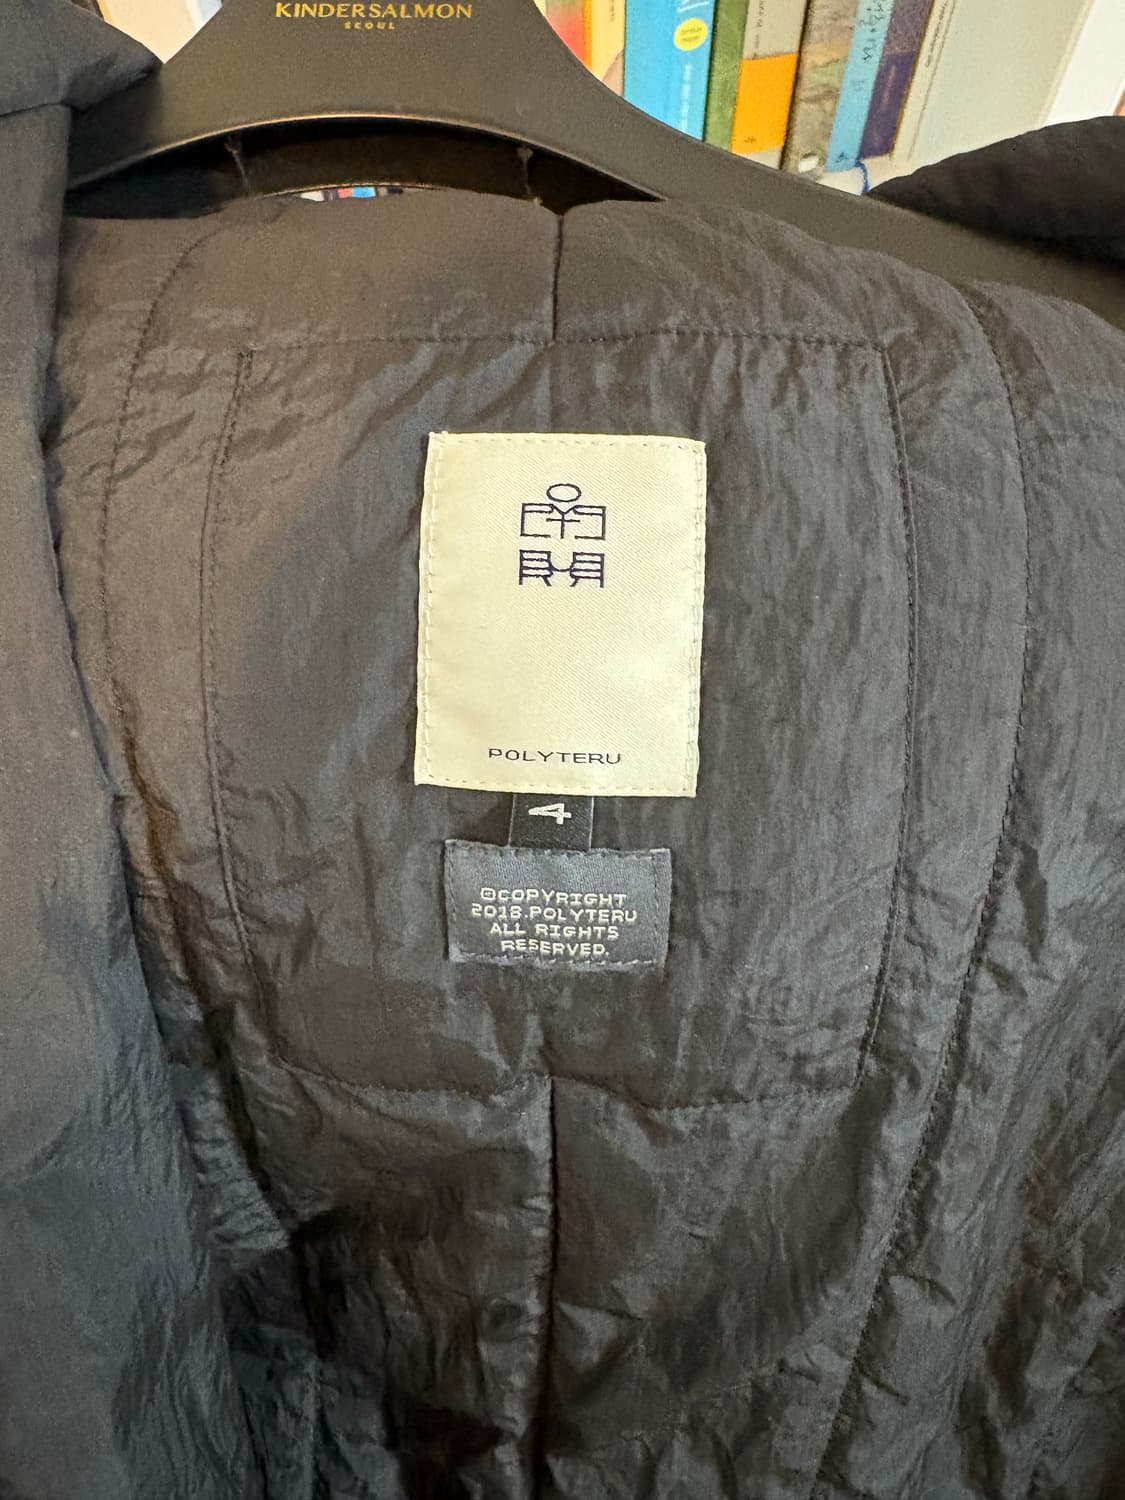 KINDERSALMON
SEOUL
POLYTERU
4
©COPYRIGHT
2018.POLYTERU
ALL RIGHTS
RESERVED.